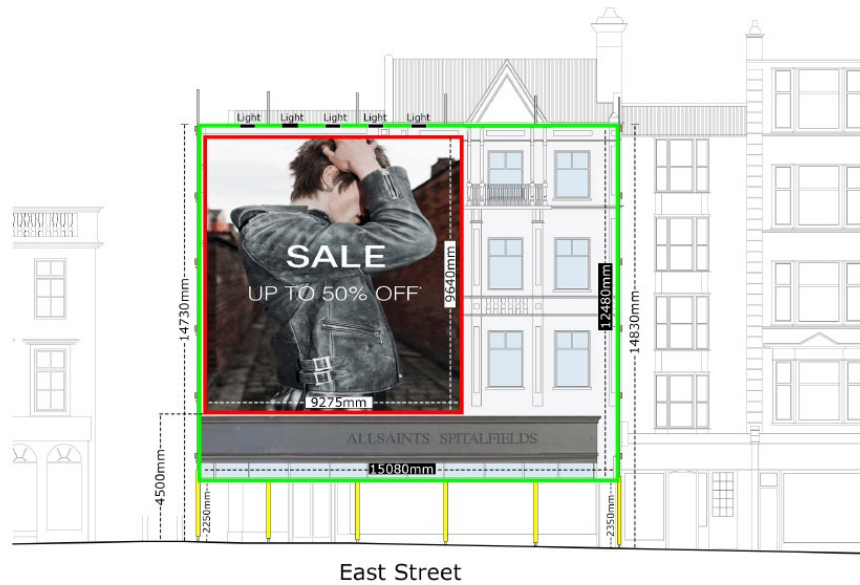 Light Light Light Light Light
SALE
UP TO 50% OFF*
9640mm
12480mm
14730mm
14830mm
9275mm
ALLSAINTS SPITALFIELDS
15080mm
4500mm
2250mm
2350mm
East Street